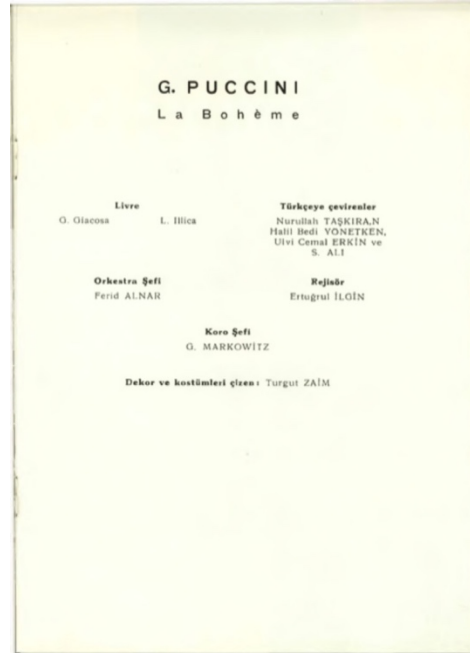 G. PUCCINI
La Bohème
Livre
G. Giacosa L. Illica
Türkçeye çevirenler
Nurullah TAŞKIRA,N
Halil Bedi YÖNETKEN,
Ulvi Cemal ERKİN ve
S. ALI
Orkestra Şefi
Ferid ALNAR
Rejisör
Ertuğrul İLGİN
Koro Şefi
G. MARKOWİTZ
Dekor ve kostümleri çizen: Turgut ZAİM